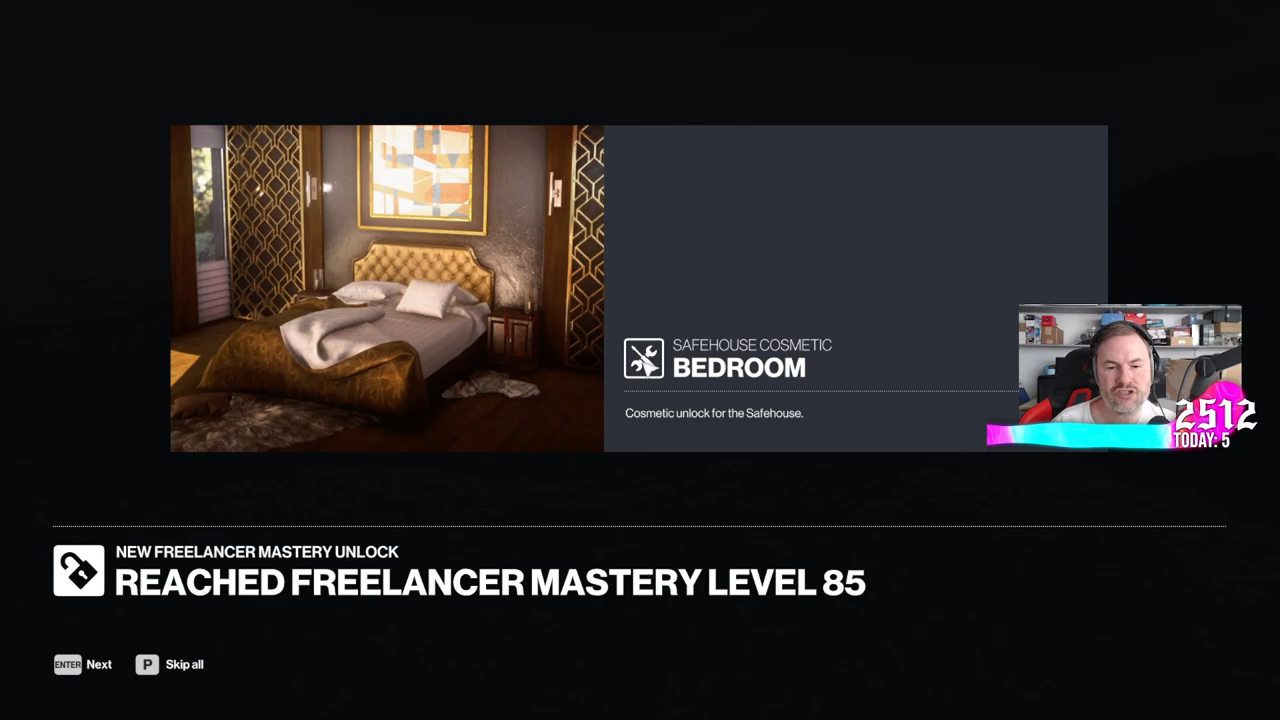 SAFEHOUSE COSMETIC
BEDROOM
Cosmetic unlock for the Safehouse.
2512
TODAY: 5
NEW FREELANCER MASTERY UNLOCK
REACHED FREELANCER MASTERY LEVEL 85
ENTER Next P Skip all